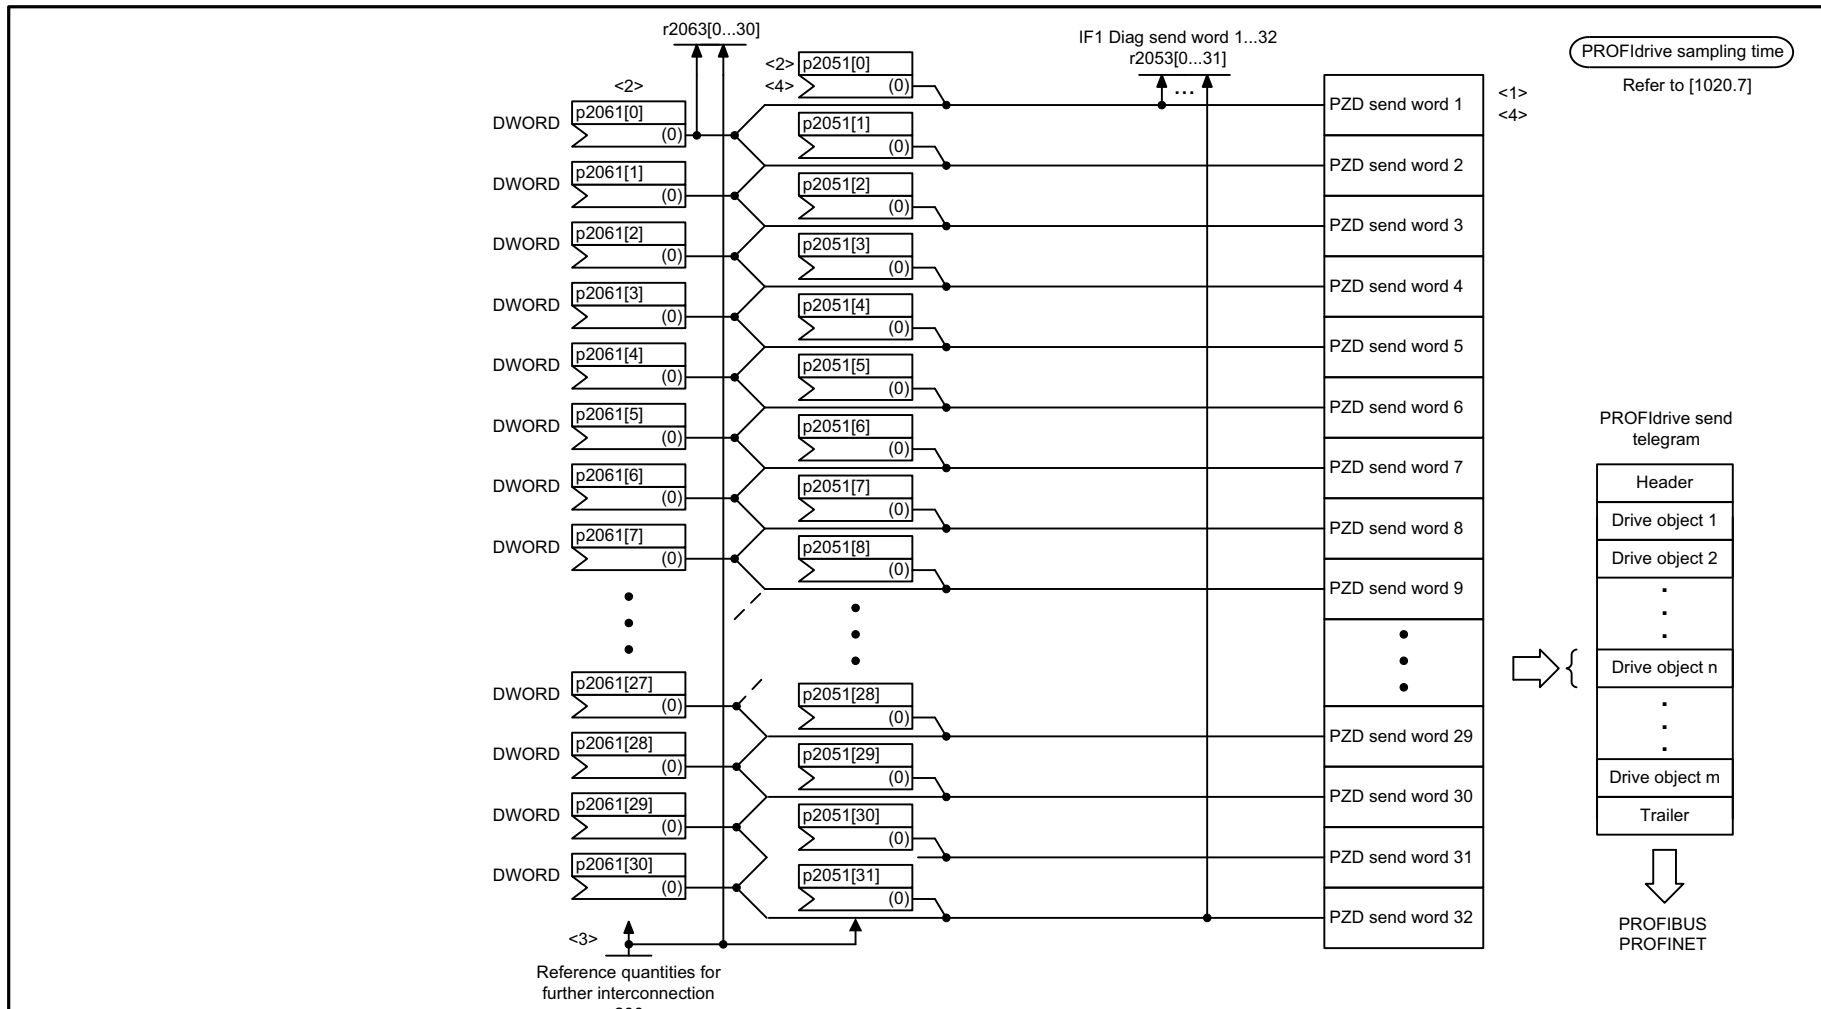 r2063[0...30]
IF1 Diag send word 1...32
r2053[0...31]
PROFIdrive sampling time
Refer to [1020.7]
<2>
<2>
<4>
...
<1>
<4>
p2051[0]
(0)
PZD send word 1
DWORD
p2061[0]
(0)
p2051[1]
(0)
PZD send word 2
DWORD
p2061[1]
(0)
p2051[2]
(0)
PZD send word 3
DWORD
p2061[2]
(0)
p2051[3]
(0)
PZD send word 4
DWORD
p2061[3]
(0)
p2051[4]
(0)
PZD send word 5
DWORD
p2061[4]
(0)
p2051[5]
(0)
PZD send word 6
DWORD
p2061[5]
(0)
p2051[6]
(0)
PZD send word 7
DWORD
p2061[6]
(0)
p2051[7]
(0)
PZD send word 8
DWORD
p2061[7]
(0)
p2051[8]
(0)
PZD send word 9
DWORD
p2061[27]
(0)
p2051[28]
(0)
PZD send word 29
DWORD
p2061[28]
(0)
p2051[29]
(0)
PZD send word 30
DWORD
p2061[29]
(0)
p2051[30]
(0)
PZD send word 31
DWORD
p2061[30]
(0)
p2051[31]
(0)
PZD send word 32
<3>
Reference quantities for
further interconnection
PROFIdrive send
telegram
Header
Drive object 1
Drive object 2
Drive object n
Drive object m
Trailer
PROFIBUS
PROFINET